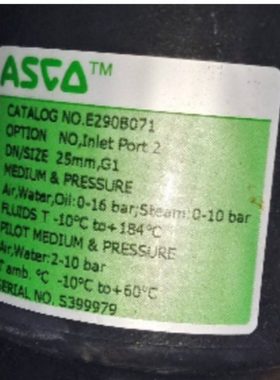 ASCO™
CATALOG NO.E290B071
OPTION NO,Inlet Port 2
DN/SIZE 25mm,G1
MEDIUM & PRESSURE
Air,Water,Oil:0-16 bar;Steam:0-10 bar
FLUIDS T -10°C to+184°C
PILOT MEDIUM & PRESSURE
Air,Water:2-10 bar
T amb. °C -10°C to+60°C
SERIAL NO. S399979